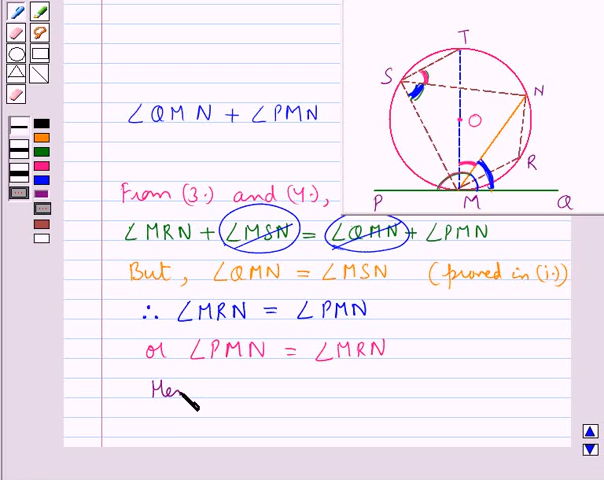 ∠QMN + ∠PMN
From (3.) and (4.),
∠MRN + ∠MSN = ∠QMN + ∠PMN
But, ∠QMN = ∠MSN (proved in (i.))
∴ ∠MRN = ∠PMN
or ∠PMN = ∠MRN
Hen
T
S
N
O
R
P
M
Q